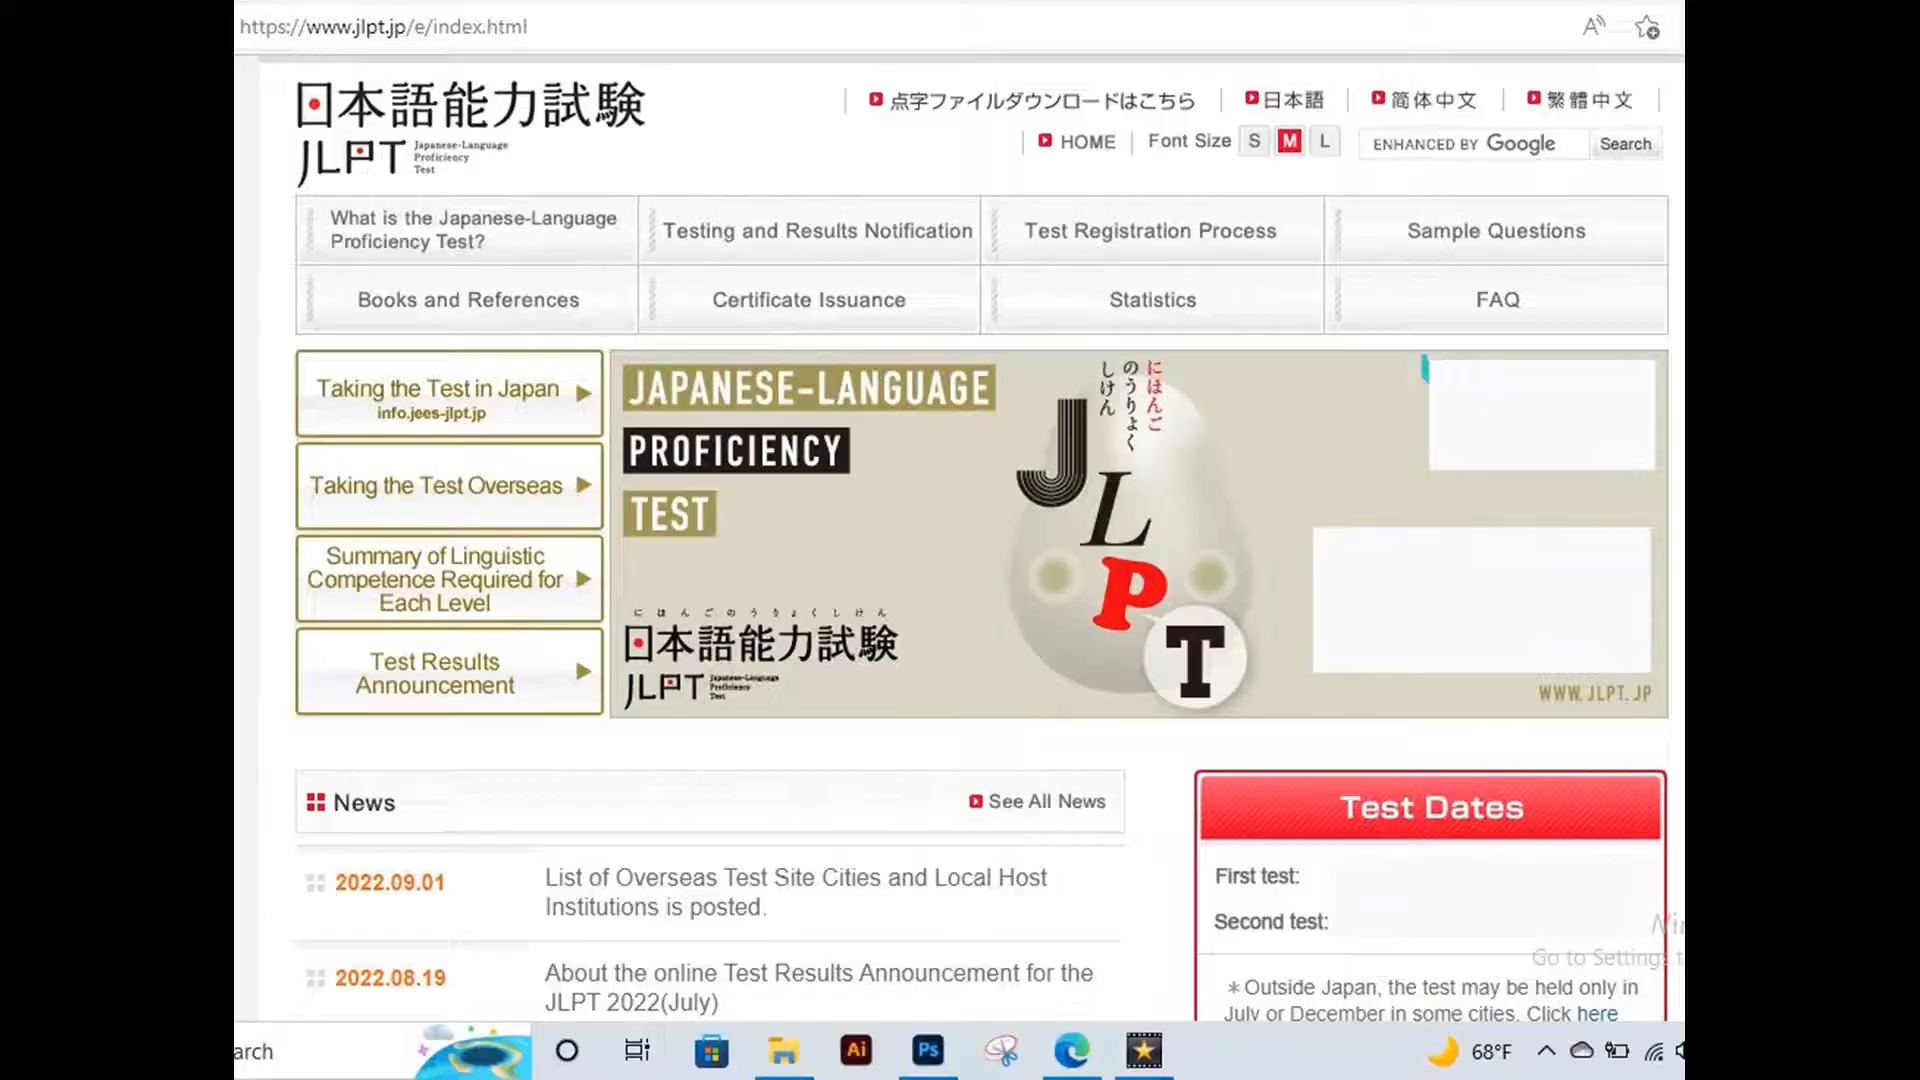 https://www.jlpt.jp/e/index.html
日本語能力試験
JLPT Japanese-Language
Proficiency
Test
点字ファイルダウンロードはこちら
日本語
简体中文
繁體中文
HOME
Font Size S M L
ENHANCED BY Google
Search
What is the Japanese-Language
Proficiency Test?
Testing and Results Notification
Test Registration Process
Sample Questions
Books and References
Certificate Issuance
Statistics
FAQ
Taking the Test in Japan
info.jees-jlpt.jp
Taking the Test Overseas
Summary of Linguistic
Competence Required for
Each Level
Test Results
Announcement
JAPANESE-LANGUAGE
PROFICIENCY
TEST
にほんご
のうりょく
しけん
J
L
P
T
にほんごのうりょくしけん
日本語能力試験
JLPT Japanese-Language
Proficiency
Test
WWW.JLPT.JP
News
See All News
2022.09.01
List of Overseas Test Site Cities and Local Host
Institutions is posted.
2022.08.19
About the online Test Results Announcement for the
JLPT 2022(July)
Test Dates
First test:
Second test:
Go to Settings
＊Outside Japan, the test may be held only in
July or December in some cities. Click here
arch
Ai
Ps
68°F